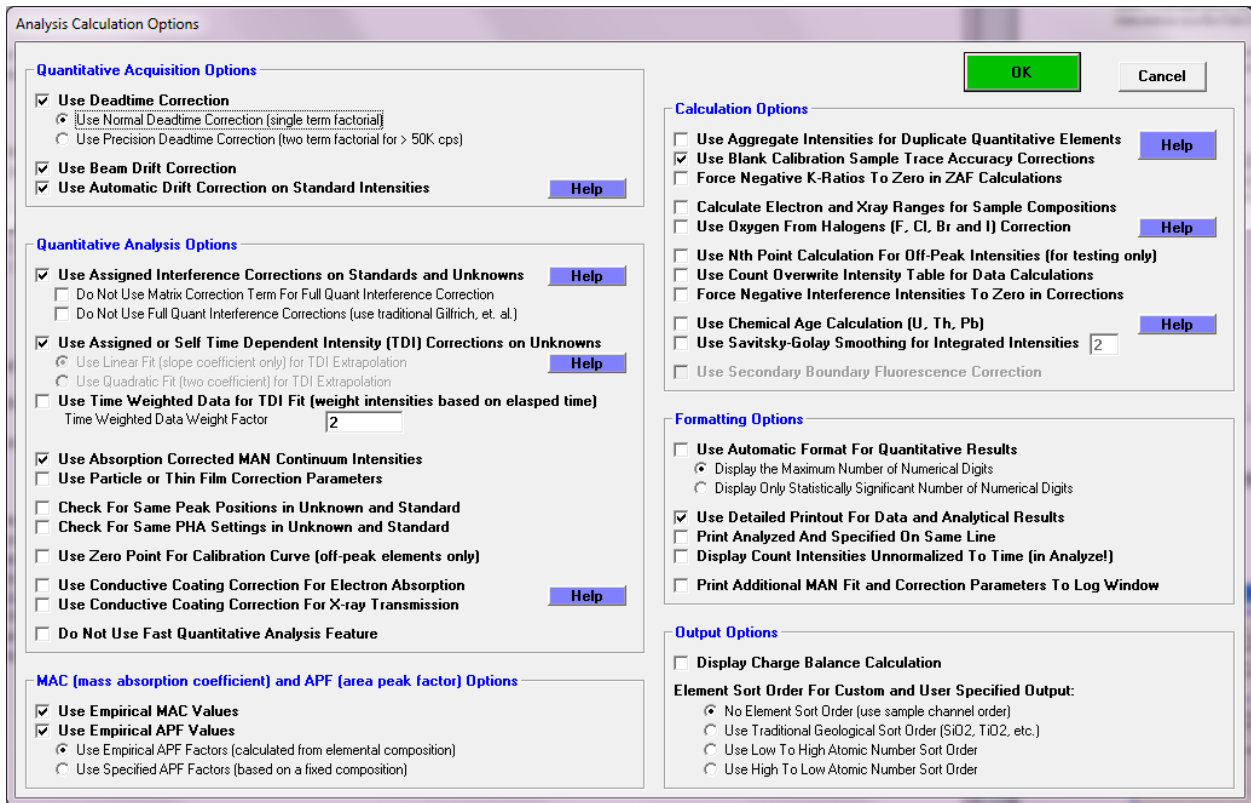 Analysis Calculation Options
Quantitative Acquisition Options
Use Deadtime Correction
Use Normal Deadtime Correction (single term factorial)
Use Precision Deadtime Correction (two term factorial for > 50K cps)
Use Beam Drift Correction
Use Automatic Drift Correction on Standard Intensities
Help
Quantitative Analysis Options
Use Assigned Interference Corrections on Standards and Unknowns
Help
Do Not Use Matrix Correction Term For Full Quant Interference Correction
Do Not Use Full Quant Interference Corrections (use traditional Gilfrich, et. al.)
Use Assigned or Self Time Dependent Intensity (TDI) Corrections on Unknowns
Use Linear Fit (slope coefficient only) for TDI Extrapolation
Help
Use Quadratic Fit (two coefficient) for TDI Extrapolation
Use Time Weighted Data for TDI Fit (weight intensities based on elasped time)
Time Weighted Data Weight Factor
2
Use Absorption Corrected MAN Continuum Intensities
Use Particle or Thin Film Correction Parameters
Check For Same Peak Positions in Unknown and Standard
Check For Same PHA Settings in Unknown and Standard
Use Zero Point For Calibration Curve (off-peak elements only)
Use Conductive Coating Correction For Electron Absorption
Use Conductive Coating Correction For X-ray Transmission
Help
Do Not Use Fast Quantitative Analysis Feature
MAC (mass absorption coefficient) and APF (area peak factor) Options
Use Empirical MAC Values
Use Empirical APF Values
Use Empirical APF Factors (calculated from elemental composition)
Use Specified APF Factors (based on a fixed composition)
OK
Cancel
Calculation Options
Use Aggregate Intensities for Duplicate Quantitative Elements
Help
Use Blank Calibration Sample Trace Accuracy Corrections
Force Negative K-Ratios To Zero in ZAF Calculations
Calculate Electron and Xray Ranges for Sample Compositions
Use Oxygen From Halogens (F, Cl, Br and I) Correction
Help
Use Nth Point Calculation For Off-Peak Intensities (for testing only)
Use Count Overwrite Intensity Table for Data Calculations
Force Negative Interference Intensities To Zero in Corrections
Use Chemical Age Calculation (U, Th, Pb)
Help
Use Savitsky-Golay Smoothing for Integrated Intensities
2
Use Secondary Boundary Fluorescence Correction
Formatting Options
Use Automatic Format For Quantitative Results
Display the Maximum Number of Numerical Digits
Display Only Statistically Significant Number of Numerical Digits
Use Detailed Printout For Data and Analytical Results
Print Analyzed And Specified On Same Line
Display Count Intensities Unnormalized To Time (in Analyze!)
Print Additional MAN Fit and Correction Parameters To Log Window
Output Options
Display Charge Balance Calculation
Element Sort Order For Custom and User Specified Output:
No Element Sort Order (use sample channel order)
Use Traditional Geological Sort Order (SiO2, TiO2, etc.)
Use Low To High Atomic Number Sort Order
Use High To Low Atomic Number Sort Order